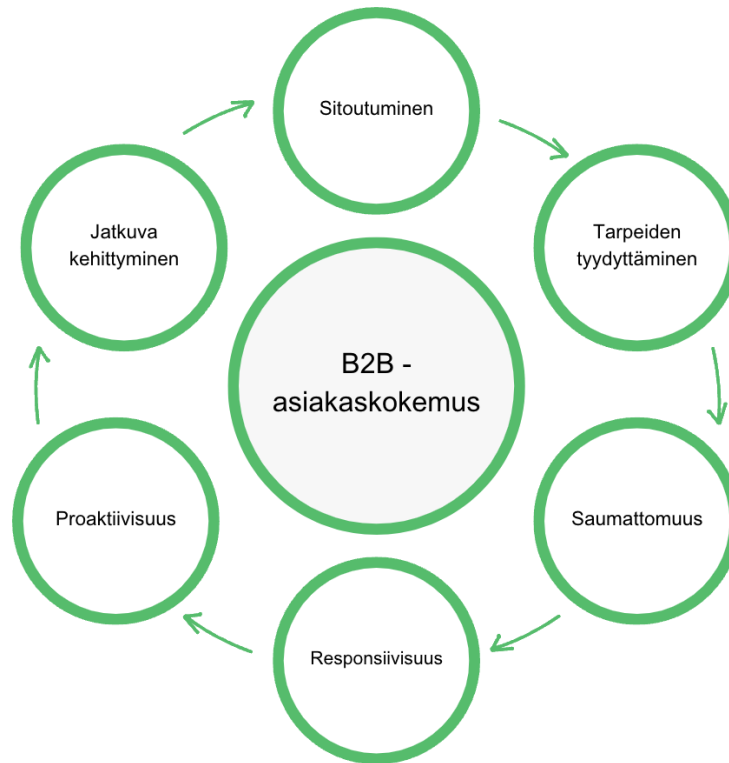 Sitoutuminen
Tarpeiden
tyydyttäminen
Saumattomuus
Responsiivisuus
Proaktiivisuus
Jatkuva
kehittyminen
B2B -
asiakaskokemus